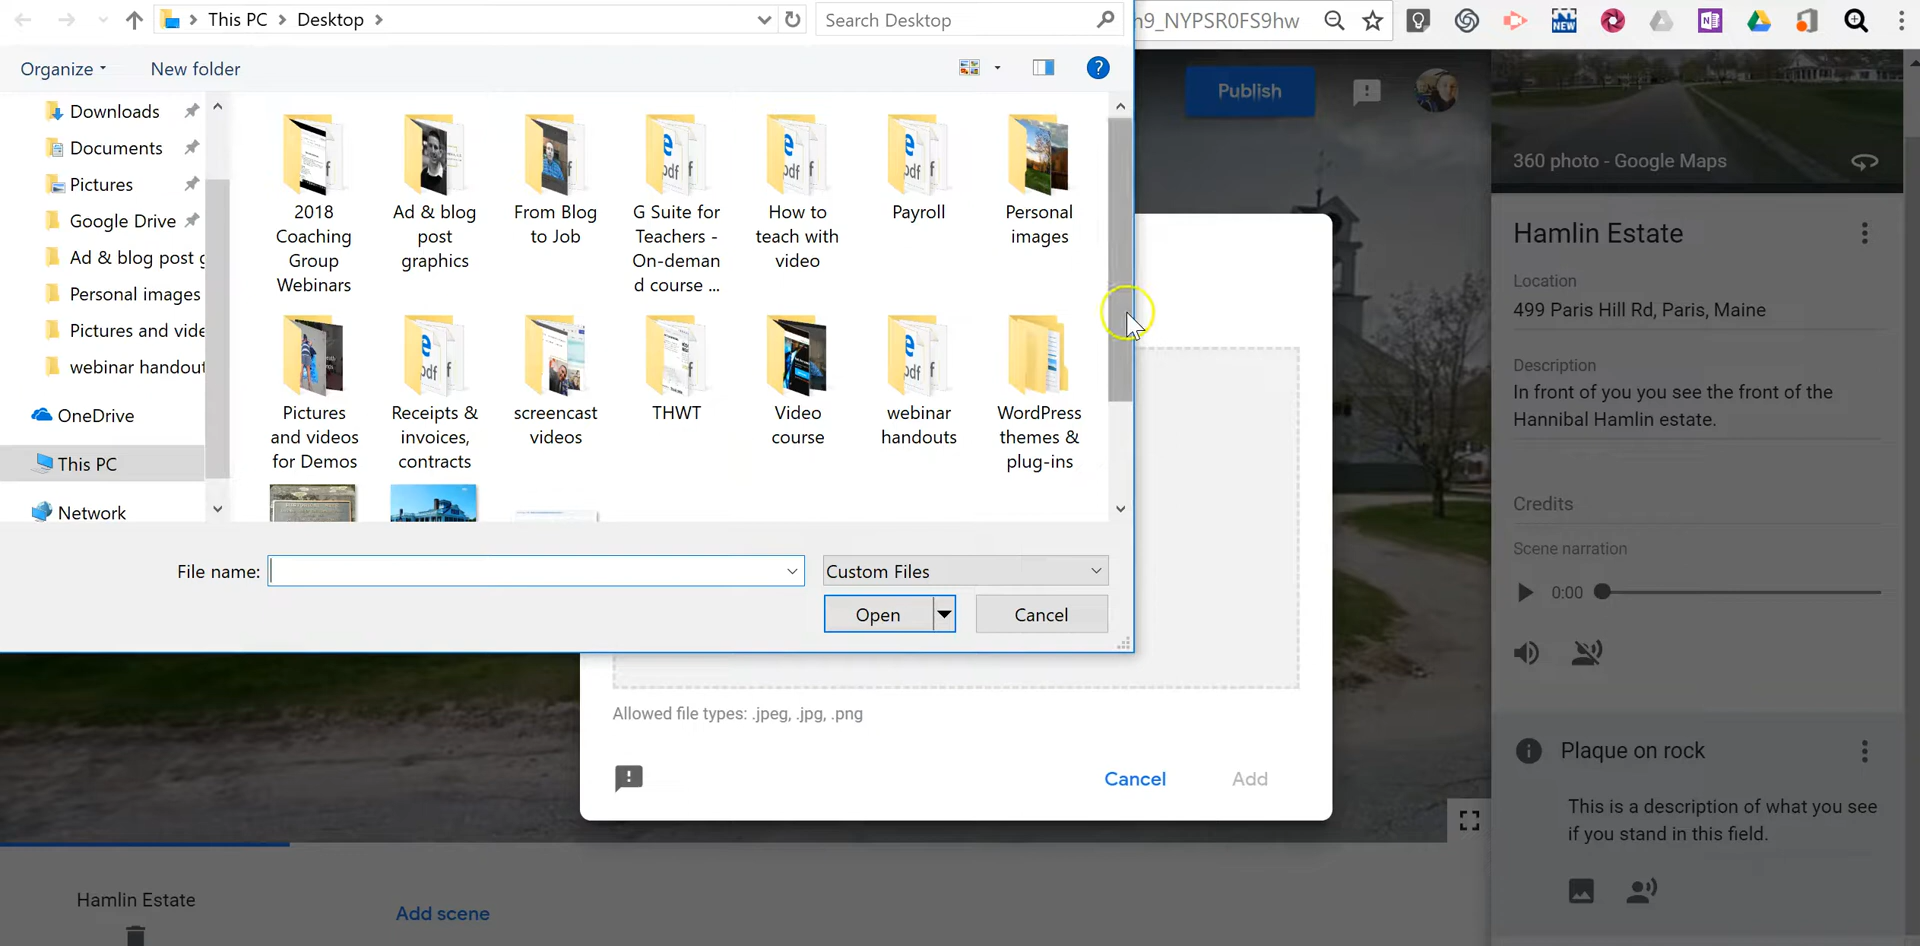 This PC > Desktop >
Search Desktop
h9_NYPSR0FS9hw
NEW
Organize
New folder
?
Downloads
Documents
Pictures
Google Drive
Ad & blog post g
Personal images
Pictures and vide
webinar handout
OneDrive
This PC
Network
2018
Coaching
Group
Webinars
Ad & blog
post
graphics
From Blog
to Job
G Suite for
Teachers -
On-deman
d course ...
How to
teach with
video
Payroll
Personal
images
Pictures
and videos
for Demos
Receipts &
invoices,
contracts
screencast
videos
THWT
Video
course
webinar
handouts
WordPress
themes &
plug-ins
File name:
Custom Files
Open
Cancel
Publish
Allowed file types: .jpeg, .jpg, .png
Cancel
Add
360 photo - Google Maps
Hamlin Estate
Location
499 Paris Hill Rd, Paris, Maine
Description
In front of you you see the front of the
Hannibal Hamlin estate.
Credits
Scene narration
0:00
Plaque on rock
This is a description of what you see
if you stand in this field.
Hamlin Estate
Add scene